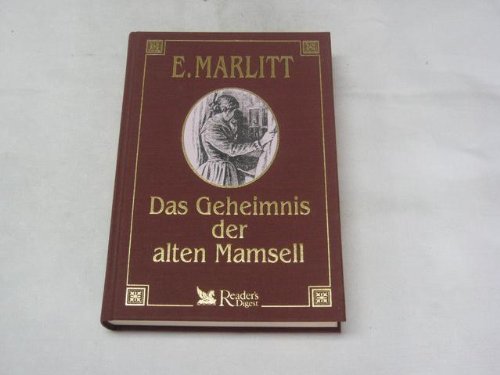 E. MARLITT
Das Geheimnis
der
alten Mamsell
Reader's
Digest